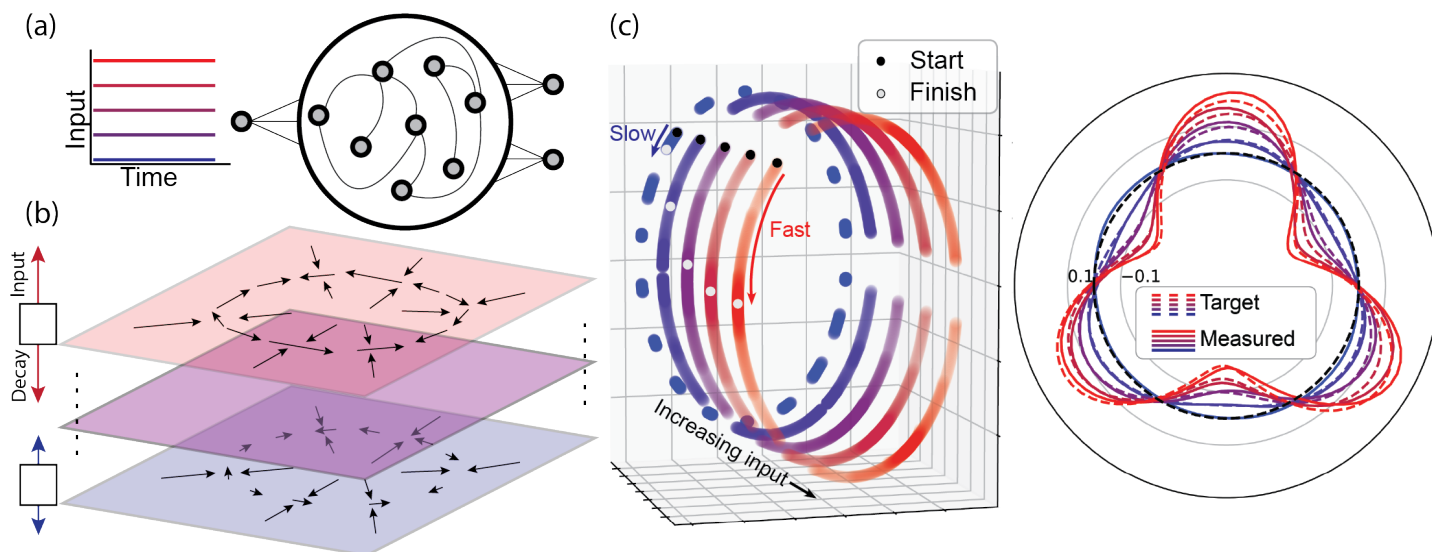 (a)
Input
Time
(b)
Input
Decay
(c)
Start
Finish
Slow
Fast
Increasing input
0.1
−0.1
Target
Measured